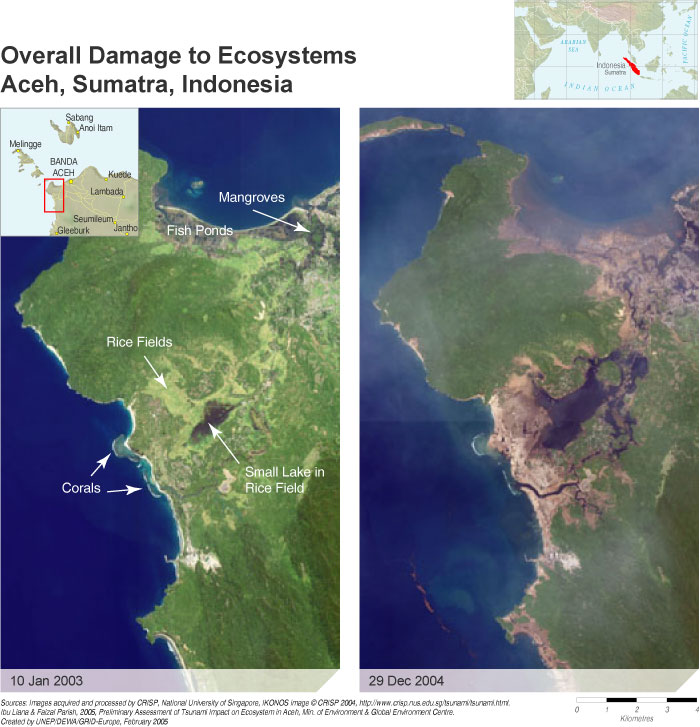 Overall Damage to Ecosystems
Aceh, Sumatra, Indonesia
ARABIAN
SEA
PACIFIC OCEAN
Indonesia
Sumatra
INDIAN OCEAN
Sabang
Anoi Itam
Melingge
BANDA
ACEH
Kuede
Lambada
Seumileum
Jantho
Gleeburk
Mangroves
Fish Ponds
Rice Fields
Corals
Small Lake in
Rice Field
10 Jan 2003
29 Dec 2004
Sources: Images acquired and processed by CRISP, National University of Singapore, IKONOS image © CRISP 2004, http://www.crisp.nus.edu.sg/tsunami/tsunami.html.
Ibu Liana & Faizal Parish, 2005, Preliminary Assessment of Tsunami Impact on Ecosystem in Aceh, Min. of Environment & Global Environment Centre.
Created by UNEP/DEWA/GRID-Europe, February 2005
0 1 2 3 4
Kilometres